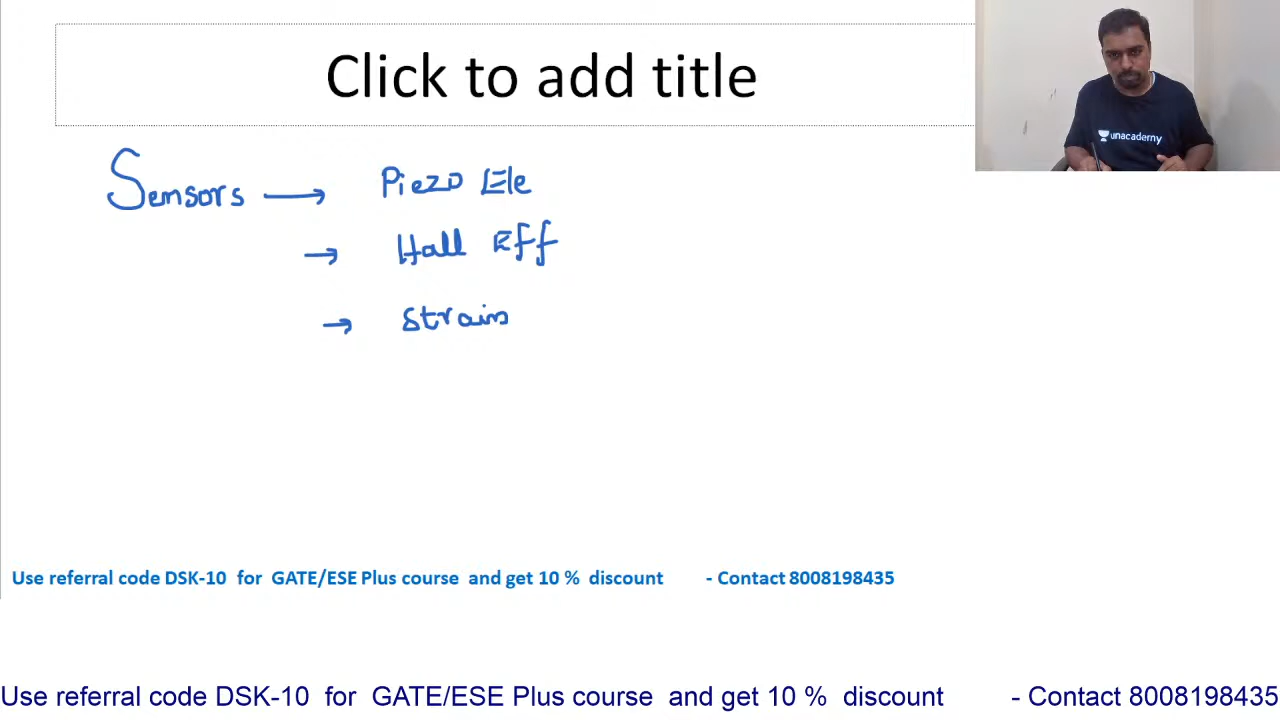 Click to add title
unacademy
Sensors → Piezo Ele
→ Hall Eff
→ Strain
Use referral code DSK-10 for GATE/ESE Plus course and get 10 % discount - Contact 8008198435
Use referral code DSK-10 for GATE/ESE Plus course and get 10 % discount - Contact 8008198435